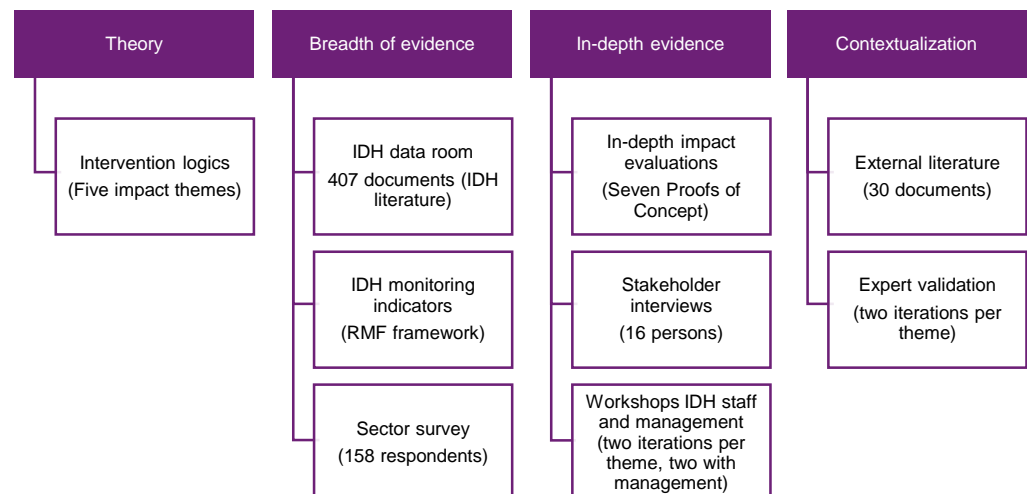 Theory
Intervention logics
(Five impact themes)
Breadth of evidence
IDH data room
407 documents (IDH
literature)
IDH monitoring
indicators
(RMF framework)
Sector survey
(158 respondents)
In-depth evidence
In-depth impact
evaluations
(Seven Proofs of
Concept)
Stakeholder
interviews
(16 persons)
Workshops IDH staff
and management
(two iterations per
theme, two with
management)
Contextualization
External literature
(30 documents)
Expert validation
(two iterations per
theme)